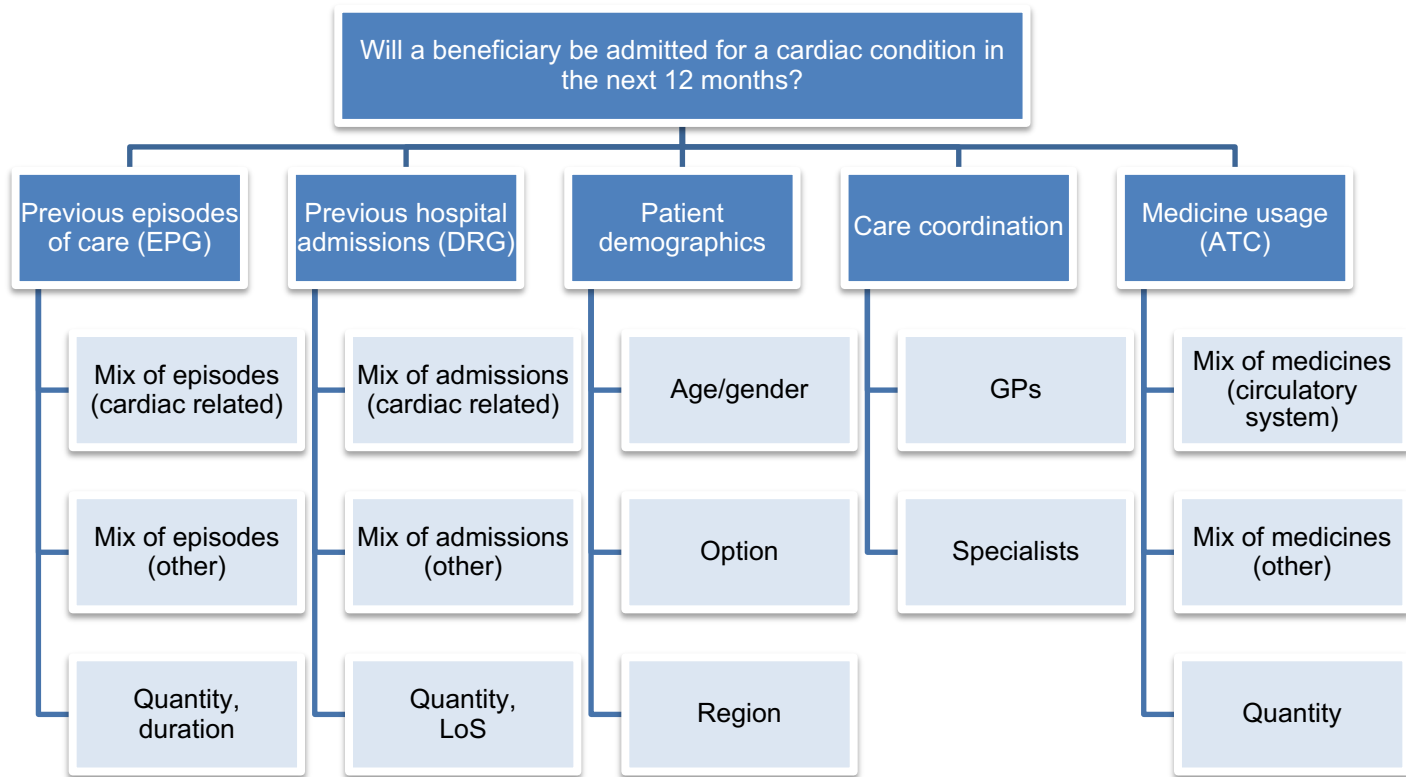 Will a beneficiary be admitted for a cardiac condition in
the next 12 months?
Previous episodes
of care (EPG)
Previous hospital
admissions (DRG)
Patient
demographics
Care coordination
Medicine usage
(ATC)
Mix of episodes
(cardiac related)
Mix of admissions
(cardiac related)
Age/gender
GPs
Mix of medicines
(circulatory
system)
Mix of episodes
(other)
Mix of admissions
(other)
Option
Specialists
Mix of medicines
(other)
Quantity,
duration
Quantity,
LoS
Region
Quantity